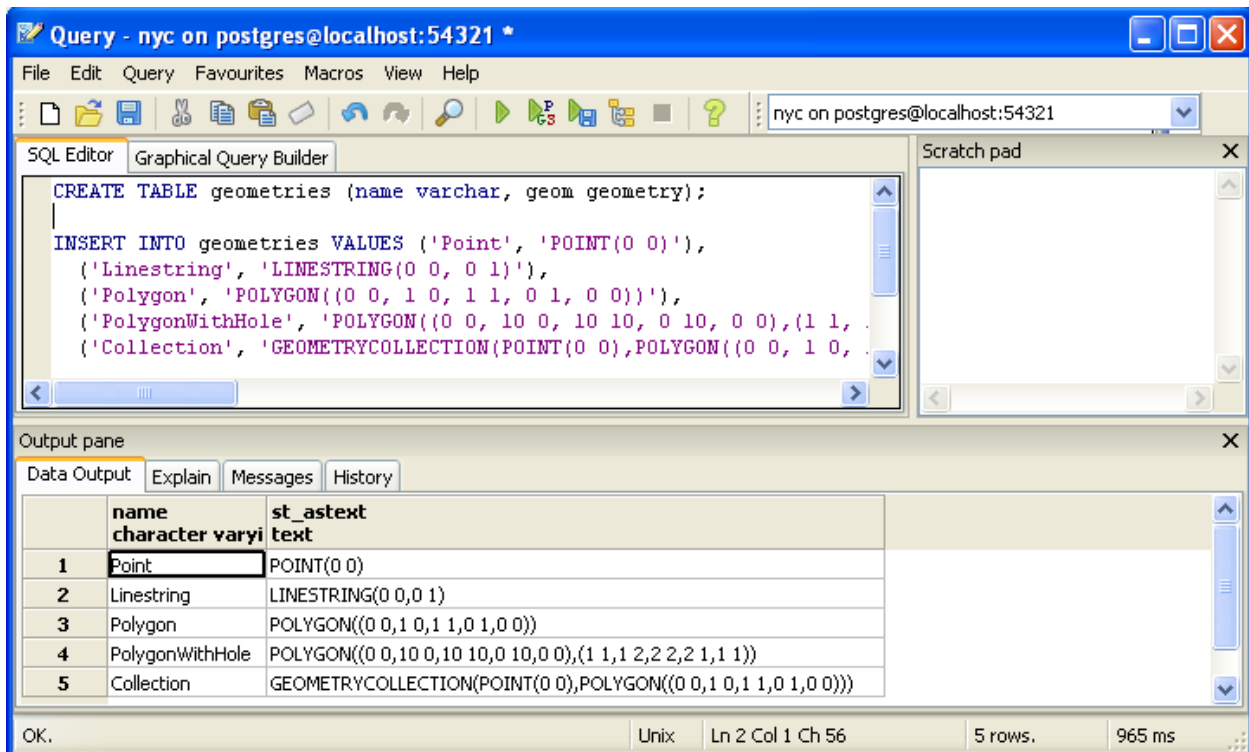 Query - nyc on postgres@localhost:54321 *
File Edit Query Favourites Macros View Help
nyc on postgres@localhost:54321
SQL Editor Graphical Query Builder
Scratch pad
CREATE TABLE geometries (name varchar, geom geometry);
INSERT INTO geometries VALUES ('Point', 'POINT(0 0)'),
('Linestring', 'LINESTRING(0 0, 0 1)'),
('Polygon', 'POLYGON((0 0, 1 0, 1 1, 0 1, 0 0))'),
('PolygonWithHole', 'POLYGON((0 0, 10 0, 10 10, 0 10, 0 0),(1 1, .
('Collection', 'GEOMETRYCOLLECTION(POINT(0 0),POLYGON((0 0, 1 0, .
Output pane
Data Output Explain Messages History
name st_astext
character varyi text
1 Point POINT(0 0)
2 Linestring LINESTRING(0 0,0 1)
3 Polygon POLYGON((0 0,1 0,1 1,0 1,0 0))
4 PolygonWithHole POLYGON((0 0,10 0,10 10,0 10,0 0),(1 1,1 2,2 2,2 1,1 1))
5 Collection GEOMETRYCOLLECTION(POINT(0 0),POLYGON((0 0,1 0,1 1,0 1,0 0)))
OK. Unix Ln 2 Col 1 Ch 56 5 rows. 965 ms